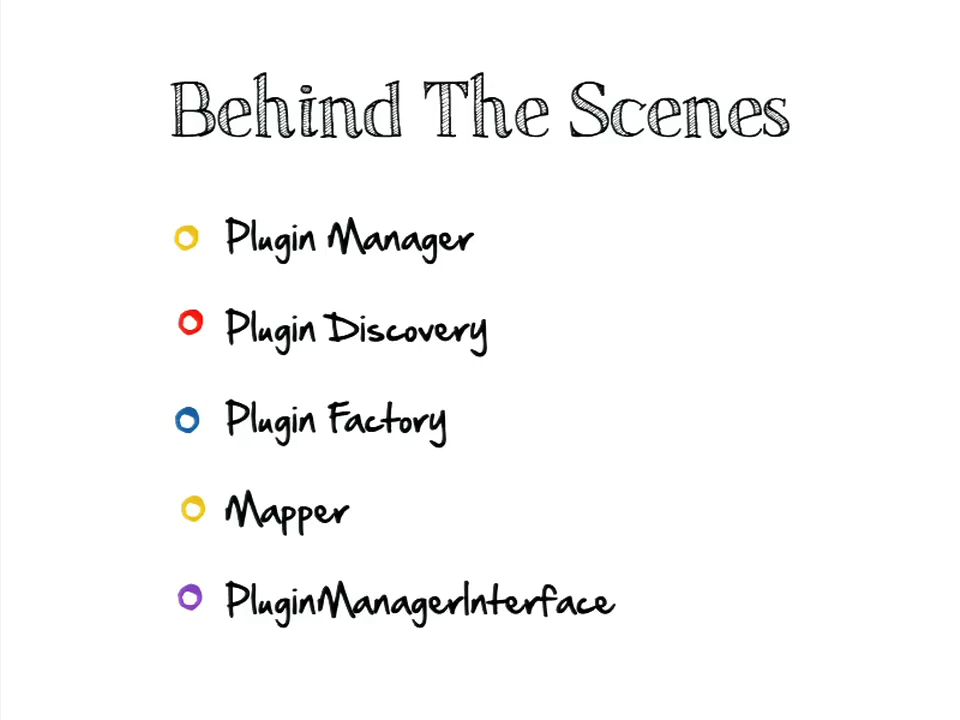 Behind The Scenes
Plugin Manager
Plugin Discovery
Plugin Factory
Mapper
PluginManagerInterface